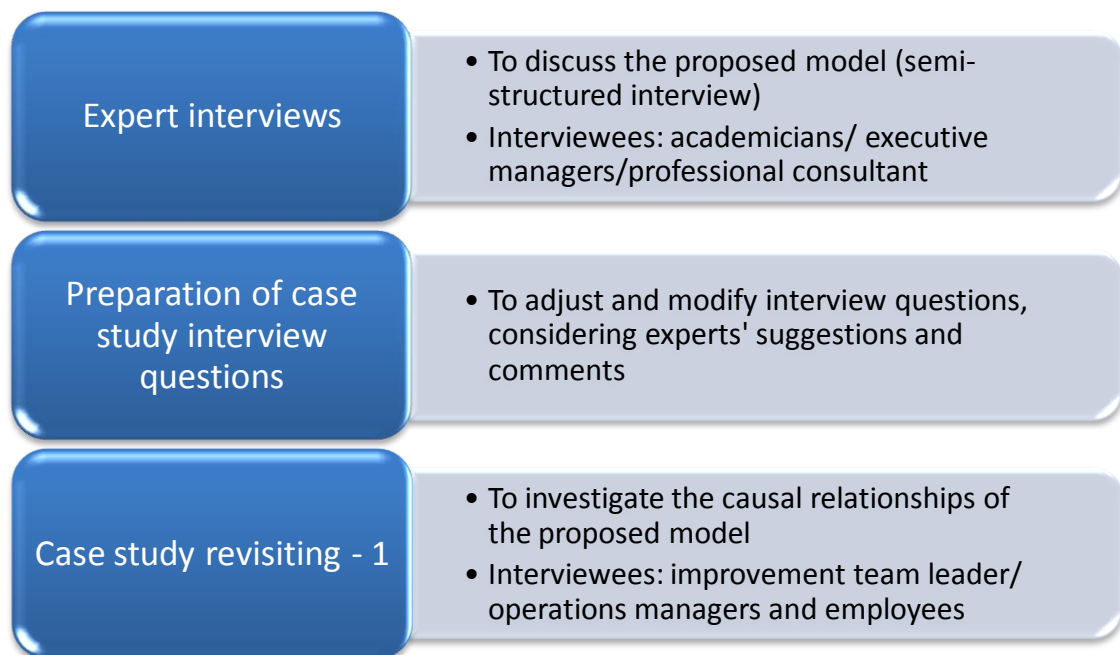 Expert interviews
• To discuss the proposed model (semi-
structured interview)
• Interviewees: academicians/ executive
managers/professional consultant
Preparation of case
study interview
questions
• To adjust and modify interview questions,
considering experts' suggestions and
comments
Case study revisiting - 1
• To investigate the causal relationships of
the proposed model
• Interviewees: improvement team leader/
operations managers and employees